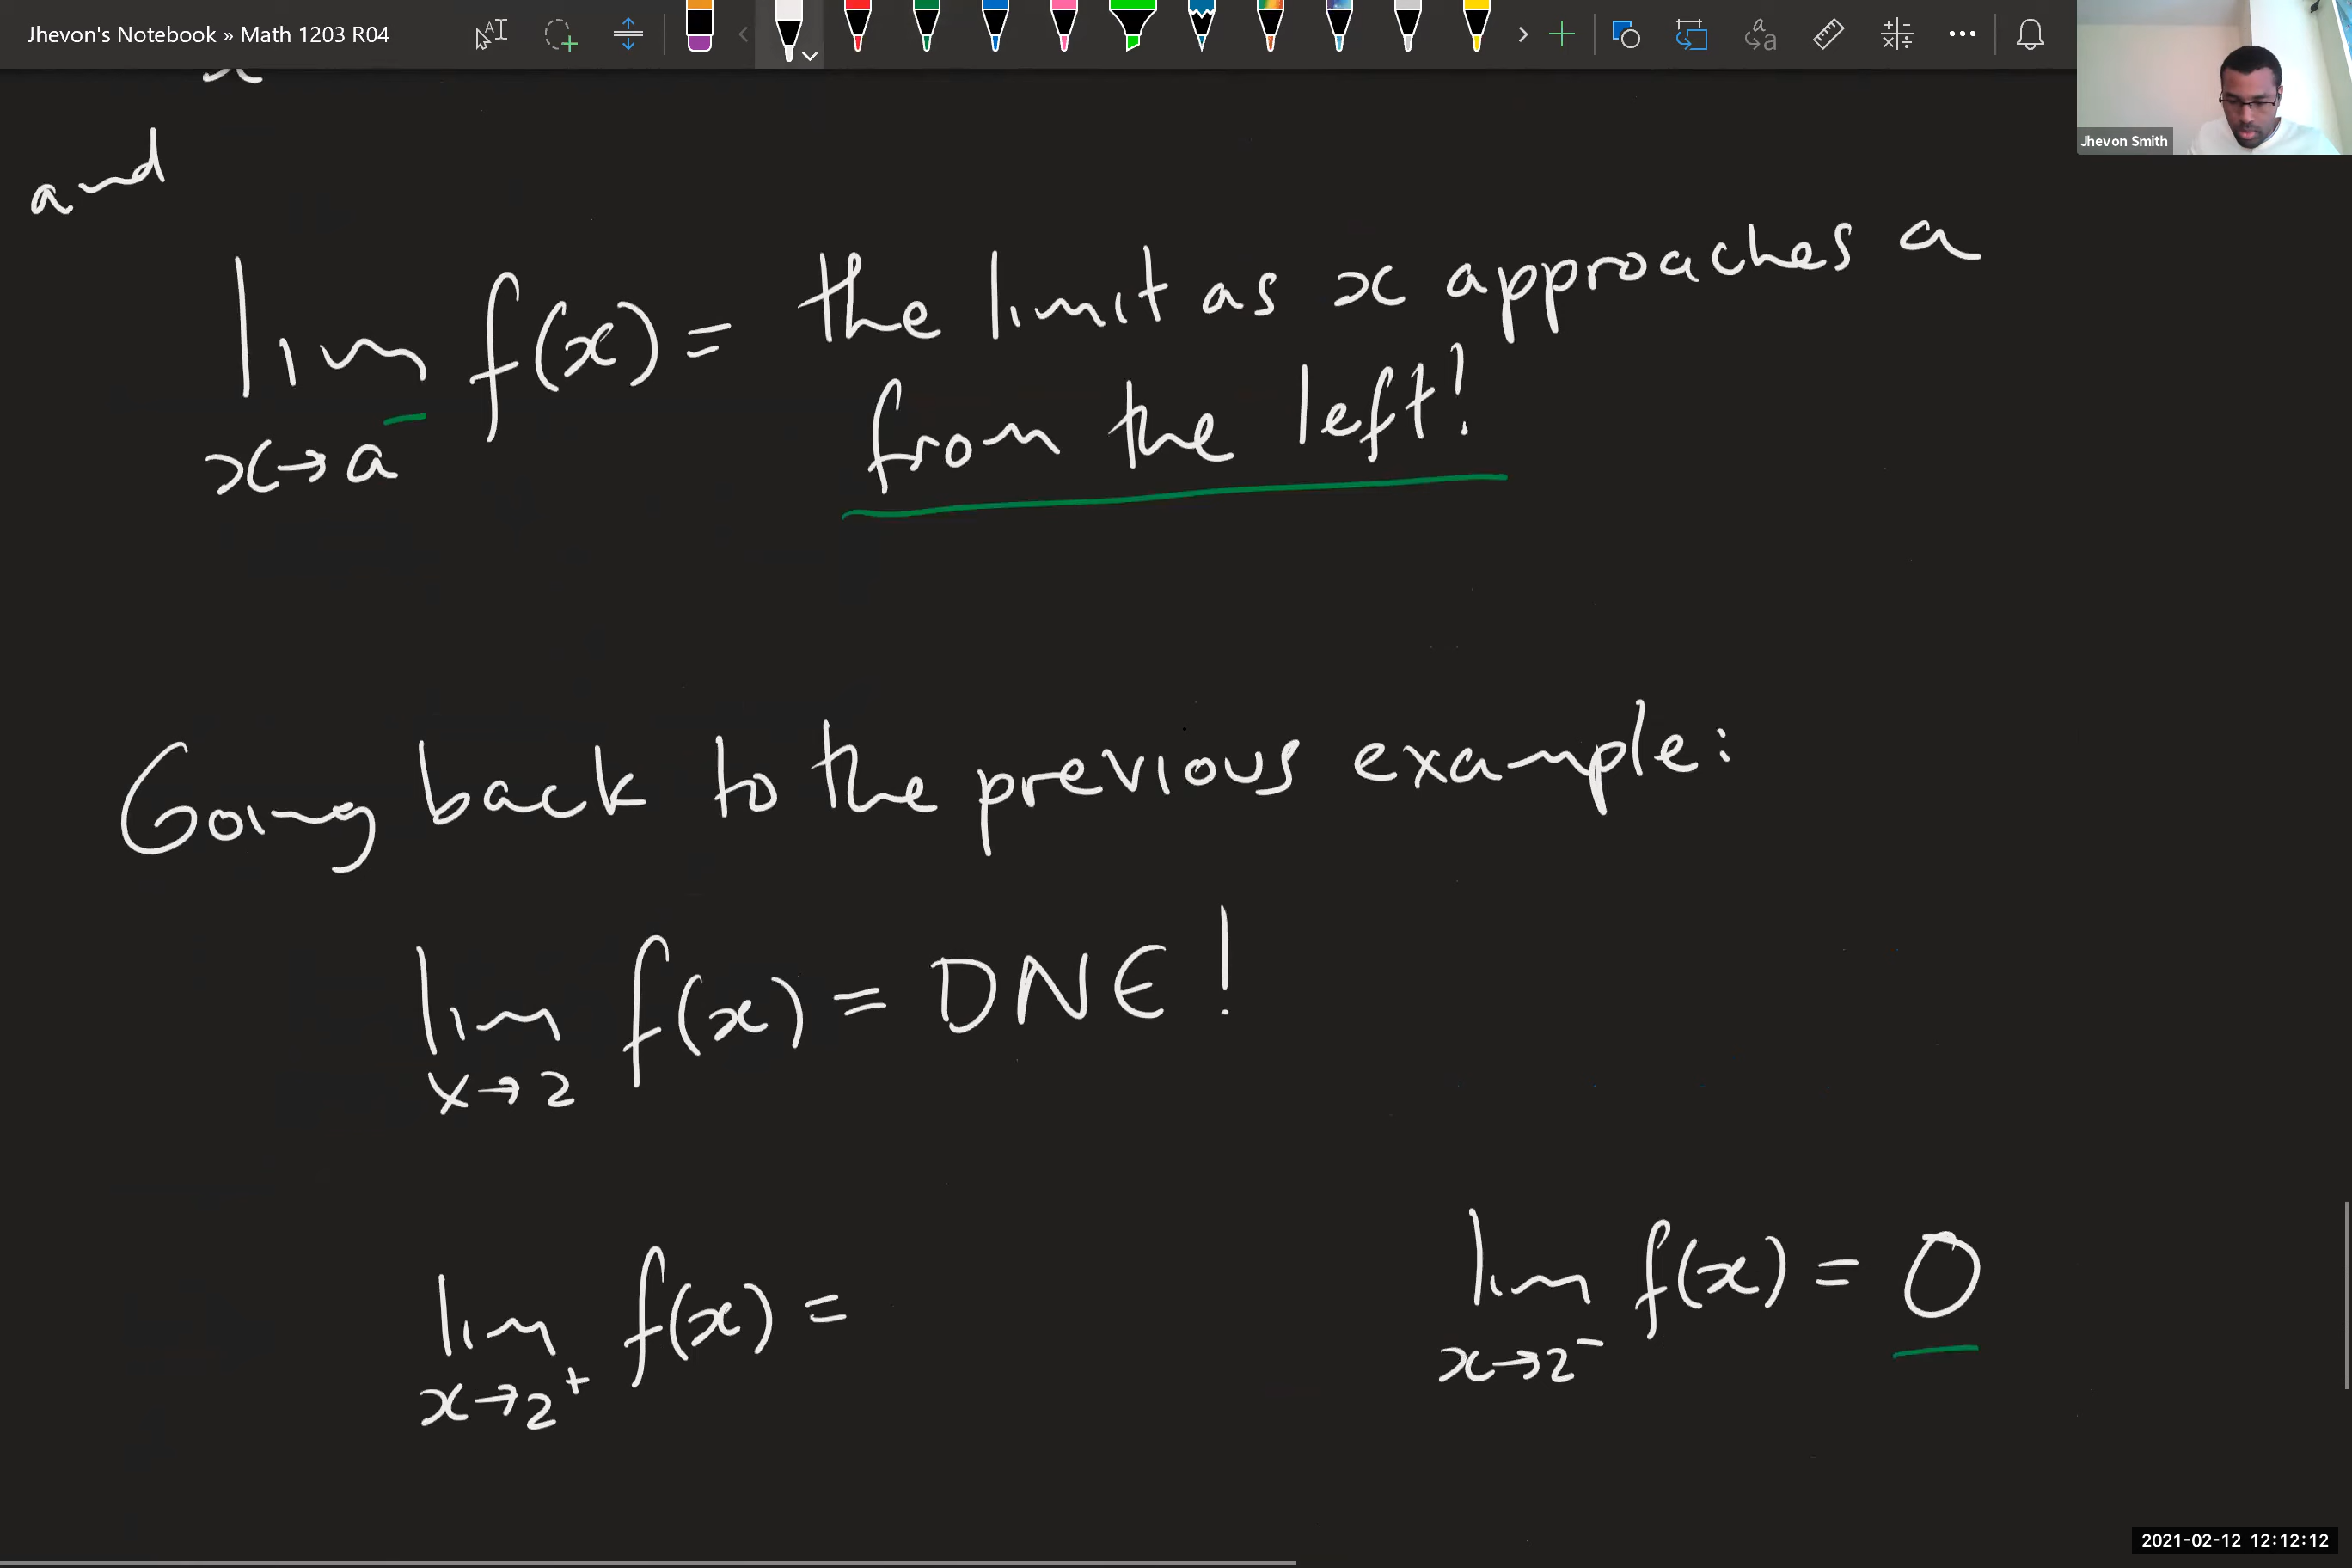 Jhevon's Notebook » Math 1203 R04
Jhevon Smith
x
and
lim f(x) = the limit as x approaches a
x→a⁻ from the left!
Going back to the previous example:
lim f(x) = DNE!
x→2
lim f(x) =
x→2⁺
lim f(x) = 0
x→2⁻
2021-02-12 12:12:12